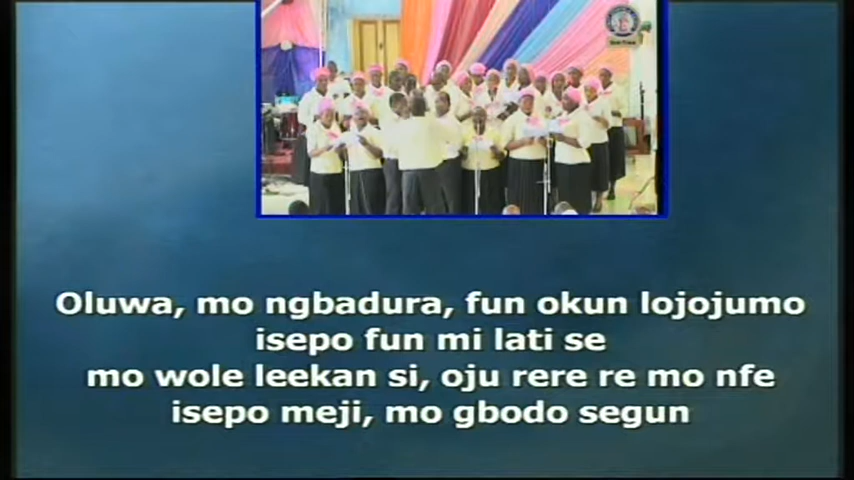 Oluwa, mo ngbadura, fun okun lojojumo
isepo fun mi lati se
mo wole leekan si, oju rere re mo nfe
isepo meji, mo gbodo segun